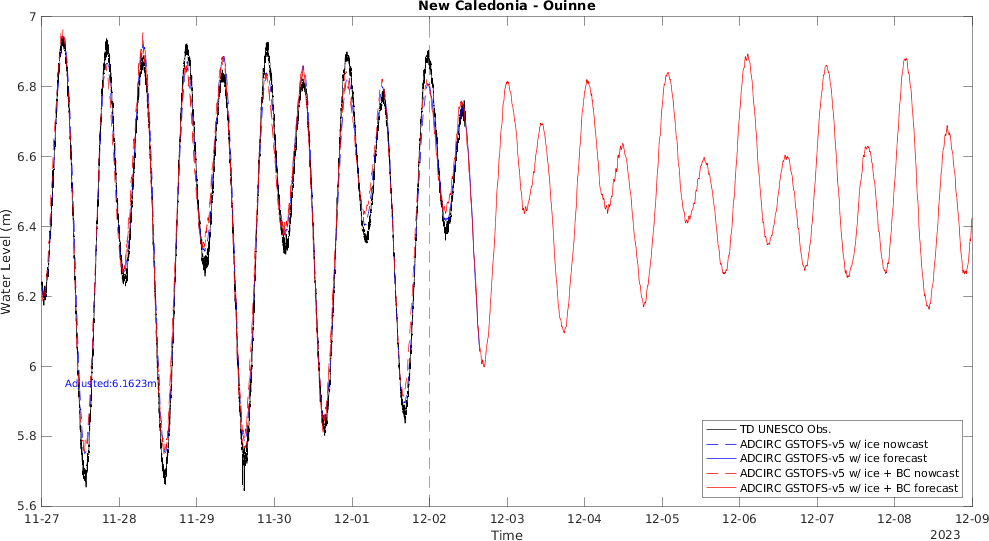 New Caledonia - Ouinne
7
6.8
6.6
6.4
6.2
6
5.8
5.6
Water Level (m)
Adjusted:6.1623m
TD UNESCO Obs.
ADCIRC GSTOFS-v5 w/ ice nowcast
ADCIRC GSTOFS-v5 w/ ice forecast
ADCIRC GSTOFS-v5 w/ ice + BC nowcast
ADCIRC GSTOFS-v5 w/ ice + BC forecast
11-27 11-28 11-29 11-30 12-01 12-02 12-03 12-04 12-05 12-06 12-07 12-08 12-09
Time
2023